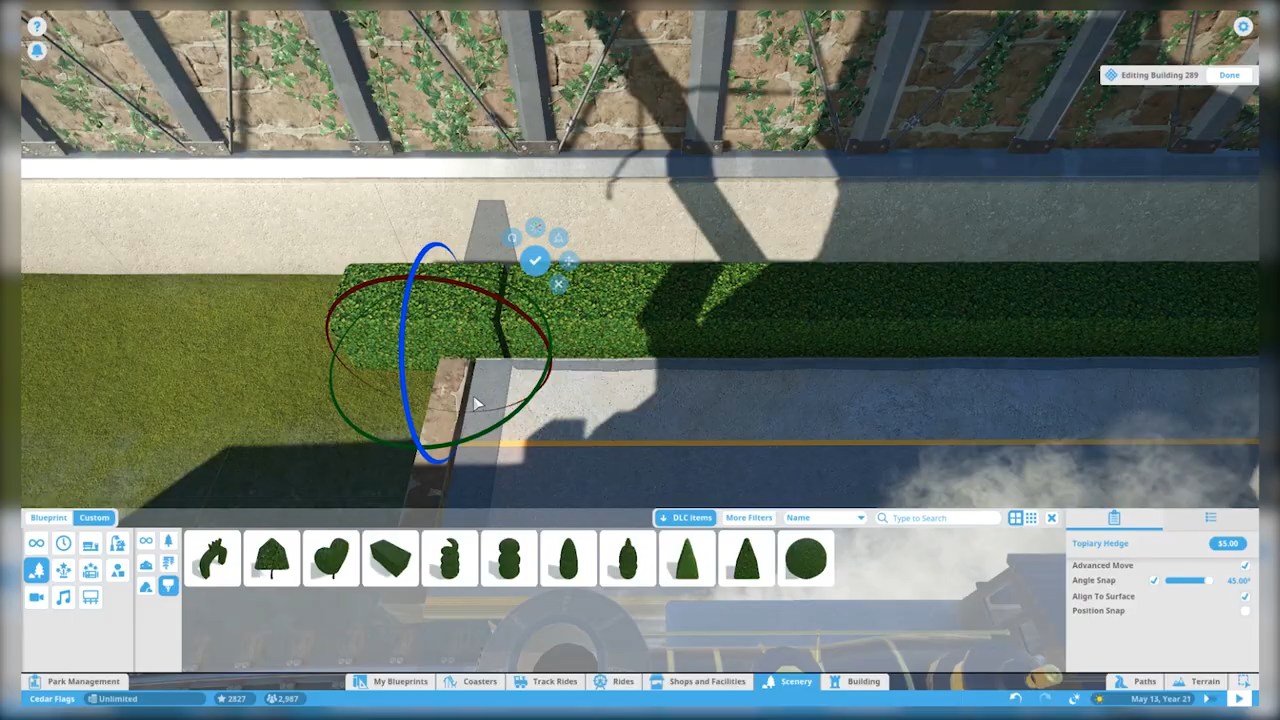 ?
Editing Building 289 Done
Blueprint Custom
DLC Items More Filters Name Type to Search
Topiary Hedge $5.00
Advanced Move
Angle Snap 45.00°
Align To Surface
Position Snap
Park Management My Blueprints Coasters Track Rides Rides Shops and Facilities Scenery Building Paths Terrain
Cedar Flags Unlimited 2827 2,987 May 13, Year 21